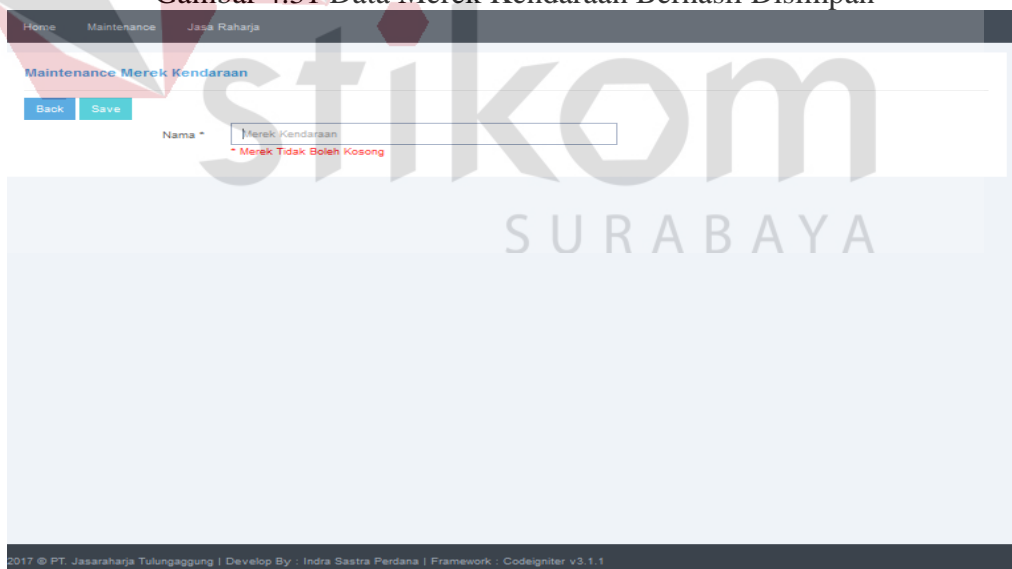 Gambar 4.31 Data Merek Kendaraan Berhasil Disimpan
Home Maintenance Jasa Raharja
Maintenance Merek Kendaraan
Back Save
Nama * Merek Kendaraan
* Merek Tidak Boleh Kosong
stikom
SURABAYA
2017 © PT. Jasaraharja Tulungaggung | Develop By : Indra Sastra Perdana | Framework : Codeigniter v3.1.1